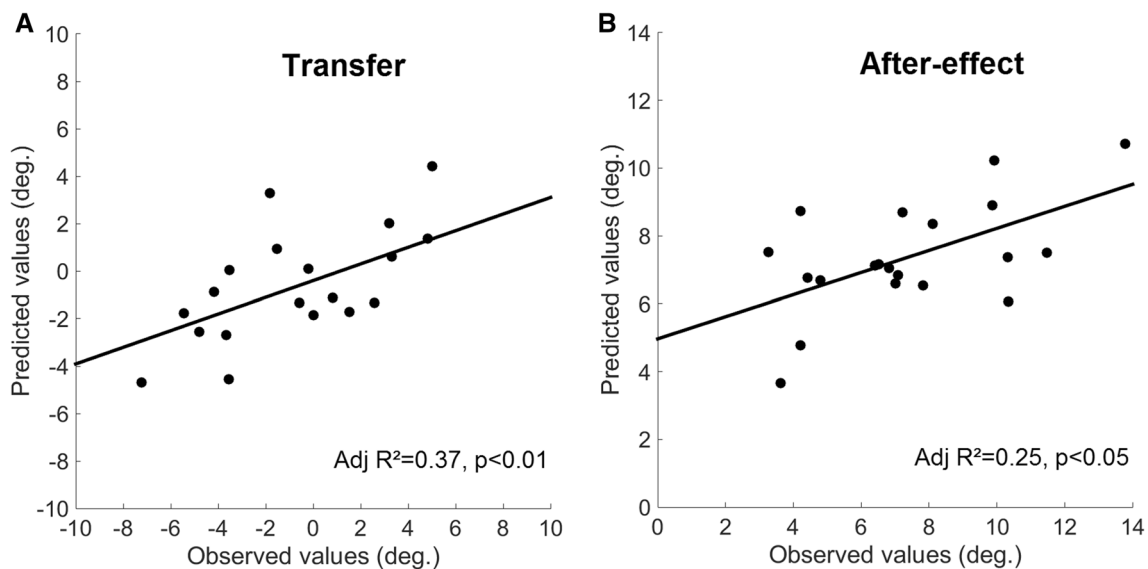 A
Transfer
Predicted values (deg.)
10
8
6
4
2
0
-2
-4
-6
-8
-10
Adj R²=0.37, p<0.01
-10 -8 -6 -4 -2 0 2 4 6 8 10
Observed values (deg.)
B
After-effect
Predicted values (deg.)
14
12
10
8
6
4
2
0
Adj R²=0.25, p<0.05
0 2 4 6 8 10 12 14
Observed values (deg.)